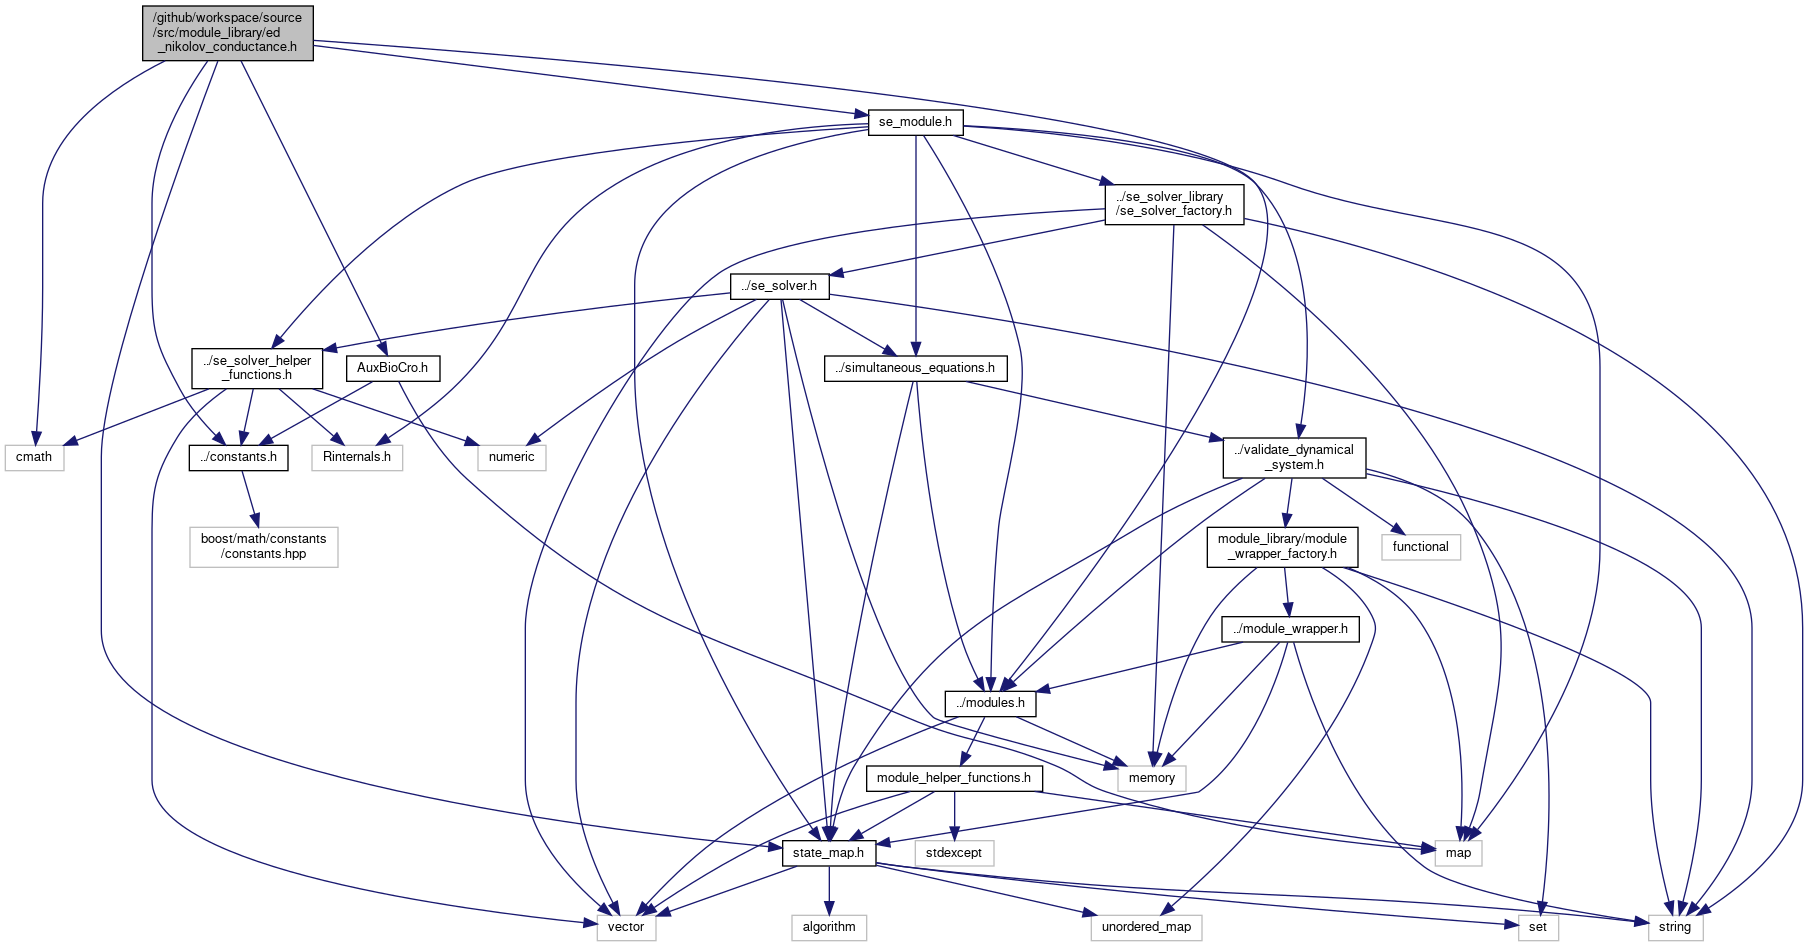 /github/workspace/source
/src/module_library/ed
_nikolov_conductance.h
se_module.h
../se_solver_library
/se_solver_factory.h
../se_solver.h
../se_solver_helper
_functions.h
AuxBioCro.h
../simultaneous_equations.h
cmath
../constants.h
Rinternals.h
numeric
../validate_dynamical
_system.h
boost/math/constants
/constants.hpp
module_library/module
_wrapper_factory.h
functional
../module_wrapper.h
../modules.h
module_helper_functions.h
memory
state_map.h
stdexcept
map
vector
algorithm
unordered_map
set
string